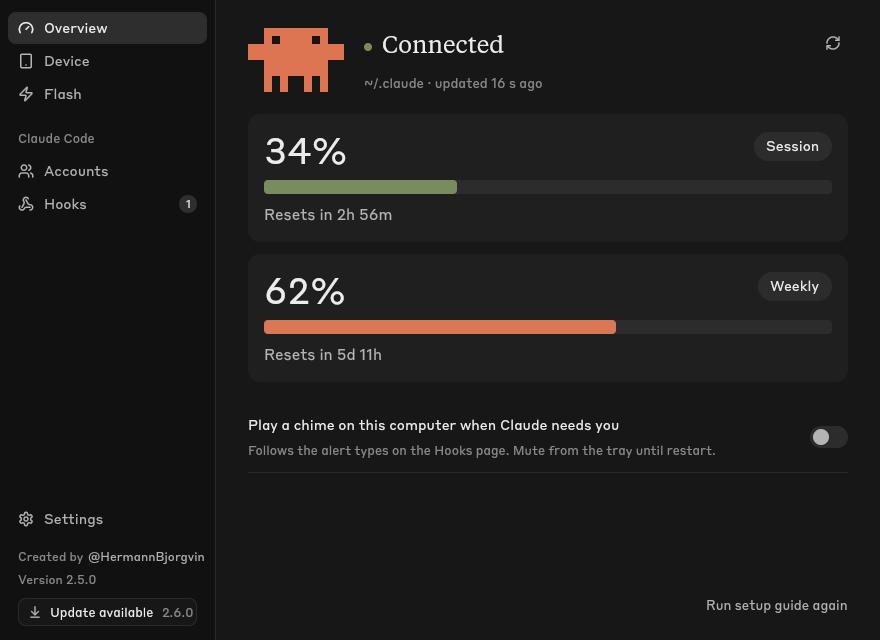 Overview
Device
Flash
Claude Code
Accounts
Hooks 1
Settings
Created by @HermannBjorgvin
Version 2.5.0
Update available 2.6.0
Connected
~/.claude · updated 16 s ago
34% Session
Resets in 2h 56m
62% Weekly
Resets in 5d 11h
Play a chime on this computer when Claude needs you
Follows the alert types on the Hooks page. Mute from the tray until restart.
Run setup guide again